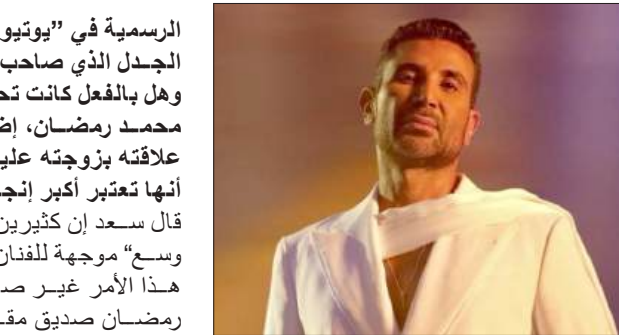 الرسمية في ”يوتيو
الجـدل الذي صاحب
وهل بالفعل كانت تح
محمـد رمضـان، إض
علاقته بزوجته علي
أنها تعتبر أكبر إنجـ
قال سـعد إن كثيرين
وسـع“ موجهة للفنان
هـذا الأمر غيـر صـ
رمضـان صديق مقـ